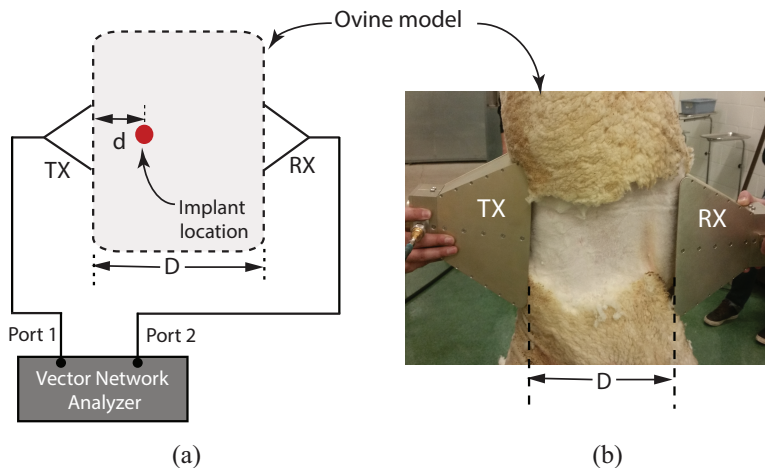 Ovine model
TX
d
RX
Implant
location
D
Port 1
Port 2
Vector Network
Analyzer
(a)
TX
RX
D
(b)